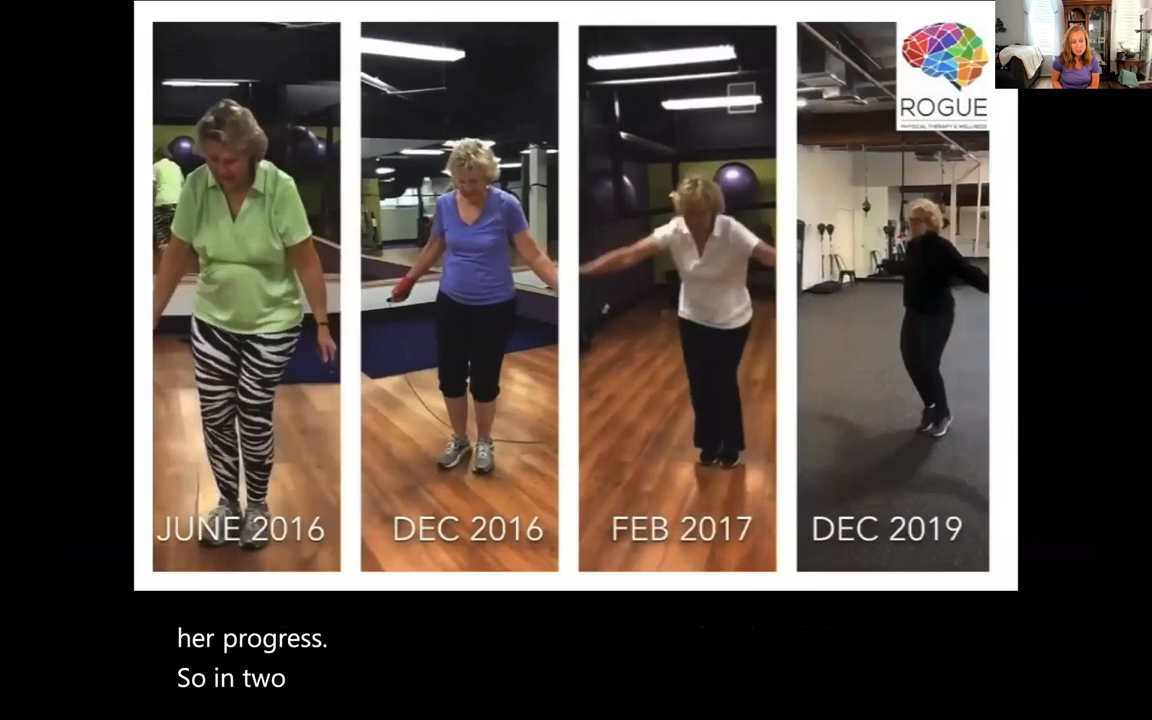 ROGUE
PHYSICAL THERAPY & WELLNESS
JUNE 2016
DEC 2016
FEB 2017
DEC 2019
her progress.
So in two